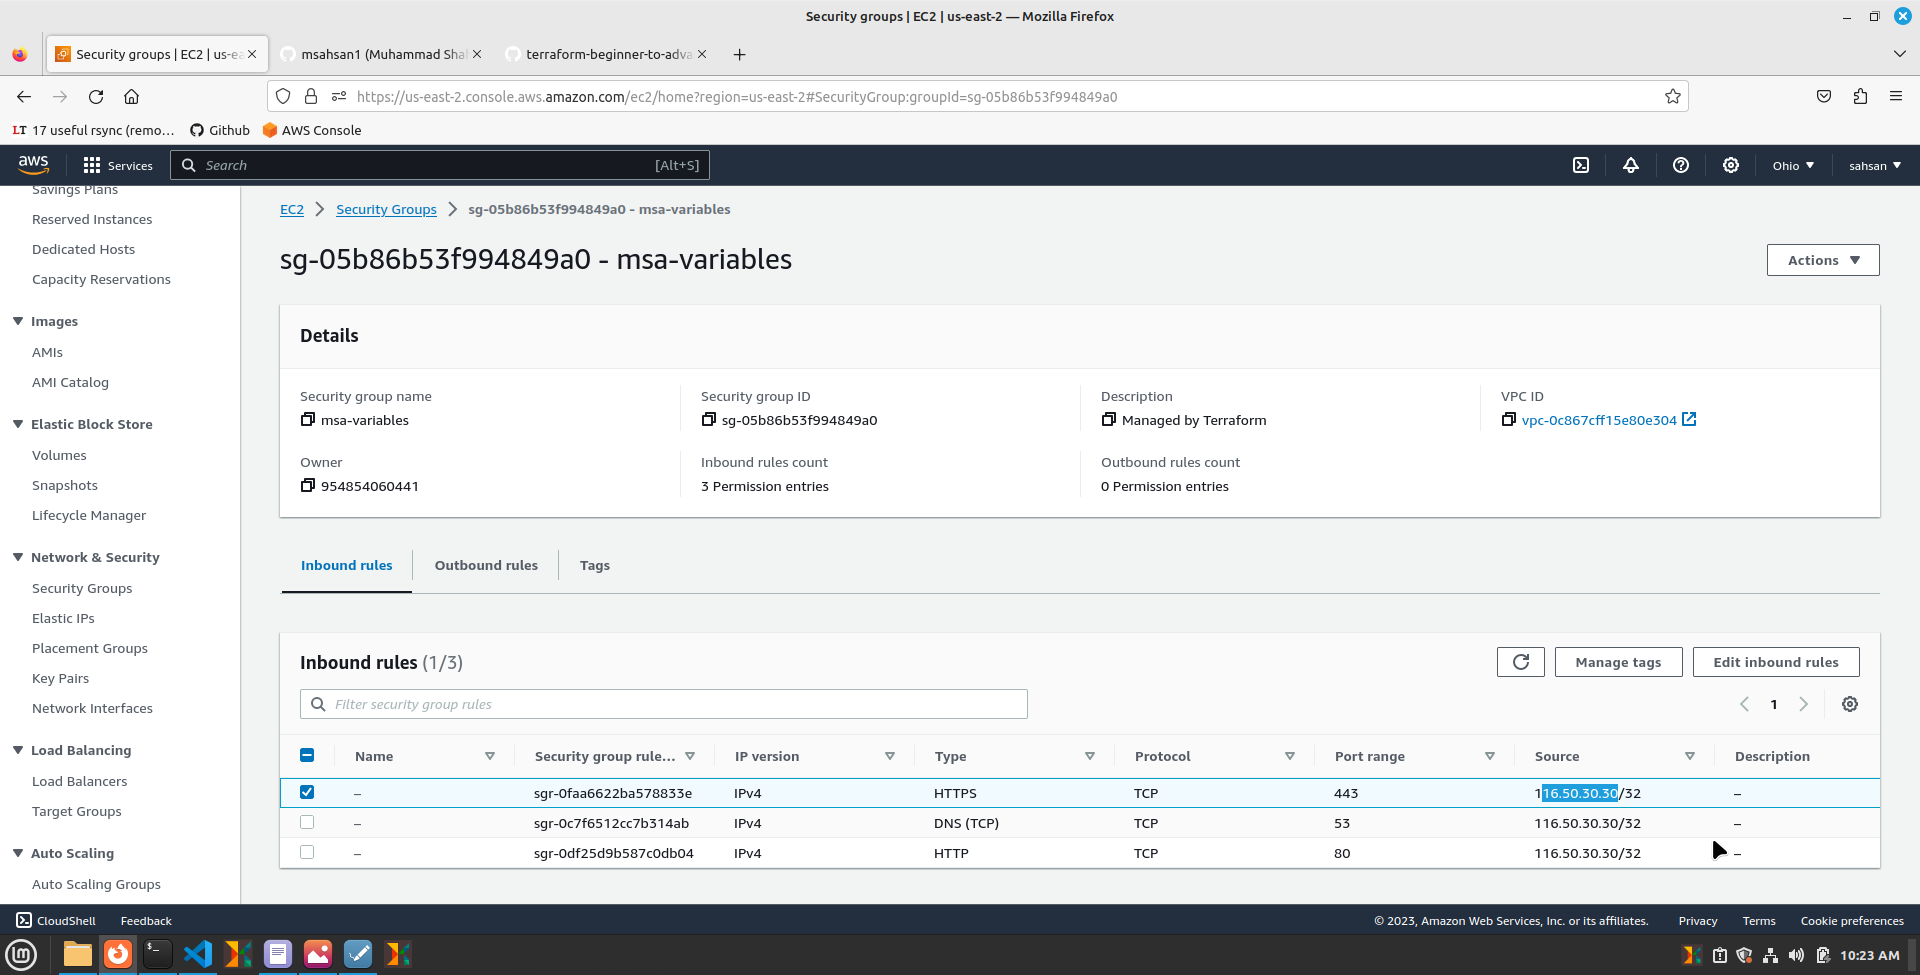 Security groups | EC2 | us-east-2 — Mozilla Firefox
Security groups | EC2 | us-ea
msahsan1 (Muhammad Sha
terraform-beginner-to-adva
https://us-east-2.console.aws.amazon.com/ec2/home?region=us-east-2#SecurityGroup:groupId=sg-05b86b53f994849a0
LT 17 useful rsync (remo…
Github
AWS Console
aws
Services
Search
[Alt+S]
Ohio
sahsan
Savings Plans
Reserved Instances
Dedicated Hosts
Capacity Reservations
Images
AMIs
AMI Catalog
Elastic Block Store
Volumes
Snapshots
Lifecycle Manager
Network & Security
Security Groups
Elastic IPs
Placement Groups
Key Pairs
Network Interfaces
Load Balancing
Load Balancers
Target Groups
Auto Scaling
Auto Scaling Groups
EC2 > Security Groups > sg-05b86b53f994849a0 - msa-variables
sg-05b86b53f994849a0 - msa-variables
Actions
Details
Security group name
msa-variables
Security group ID
sg-05b86b53f994849a0
Description
Managed by Terraform
VPC ID
vpc-0c867cff15e80e304
Owner
954854060441
Inbound rules count
3 Permission entries
Outbound rules count
0 Permission entries
Inbound rules
Outbound rules
Tags
Inbound rules (1/3)
Manage tags
Edit inbound rules
Filter security group rules
1
Name Security group rule... IP version Type Protocol Port range Source Description
– sgr-0faa6622ba578833e IPv4 HTTPS TCP 443 116.50.30.30/32 –
– sgr-0c7f6512cc7b314ab IPv4 DNS (TCP) TCP 53 116.50.30.30/32 –
– sgr-0df25d9b587c0db04 IPv4 HTTP TCP 80 116.50.30.30/32 –
CloudShell
Feedback
© 2023, Amazon Web Services, Inc. or its affiliates.
Privacy
Terms
Cookie preferences
10:23 AM